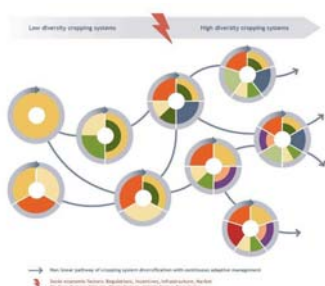 Low diversity cropping systems
High diversity cropping systems
Non linear pathway of cropping system diversification with continuous adaptive management
Socio economic factors: Regulations, Incentives, Infrastructure, Market